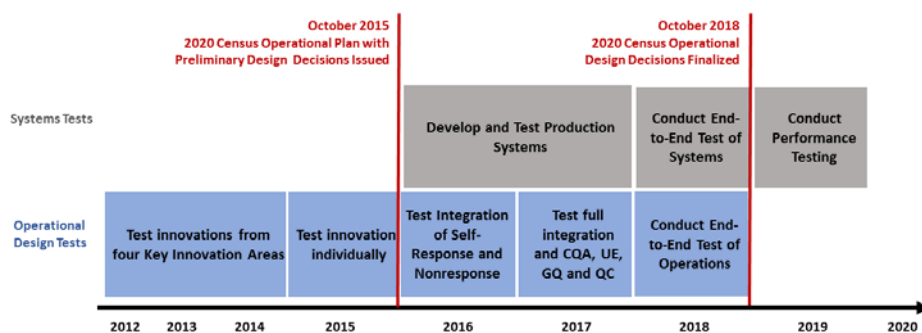 October 2015
2020 Census Operational Plan with
Preliminary Design Decisions Issued
October 2018
2020 Census Operational
Design Decisions Finalized
Systems Tests
Develop and Test Production
Systems
Conduct End-
to-End Test of
Systems
Conduct
Performance
Testing
Operational
Design Tests
Test innovations from
four Key Innovation Areas
Test innovation
individually
Test Integration
of Self-
Response and
Nonresponse
Test full
integration
and CQA, UE,
GQ and QC
Conduct End-
to-End Test of
Operations
2012 2013 2014 2015 2016 2017 2018 2019 2020